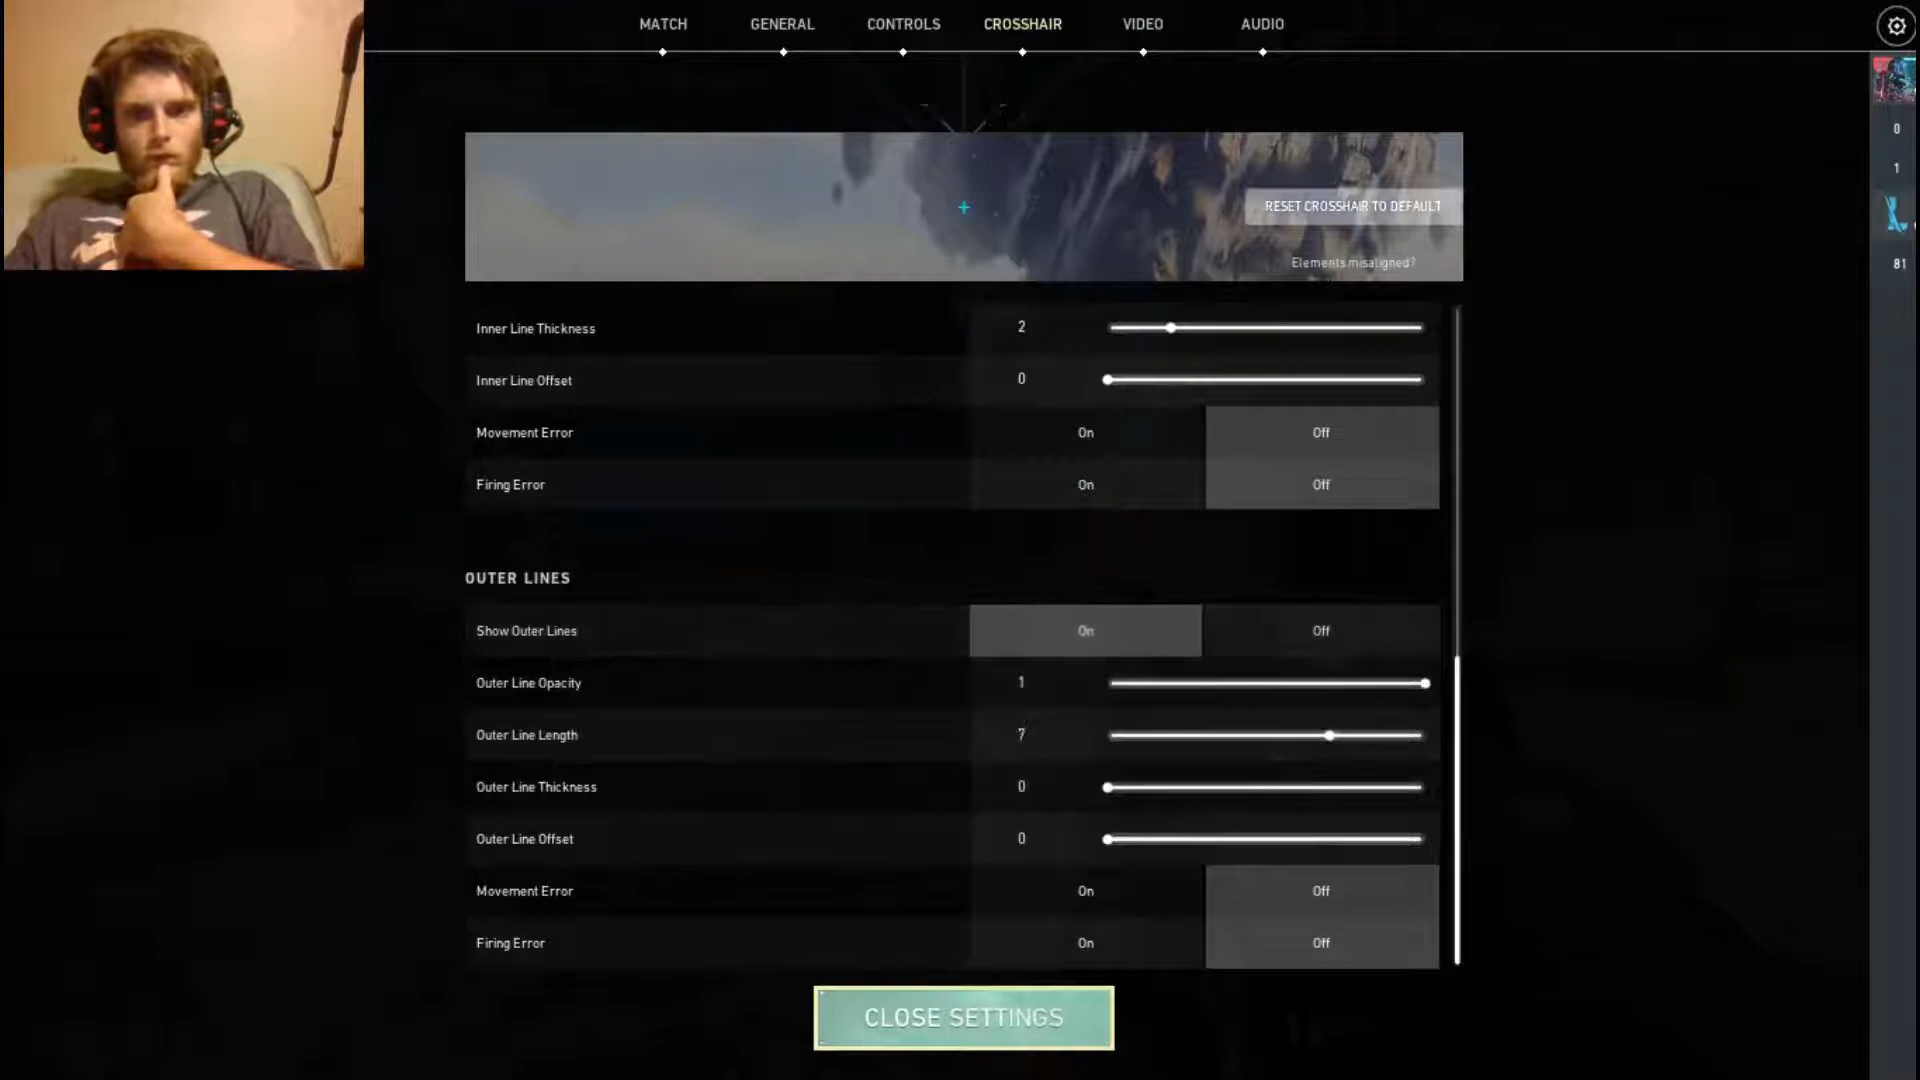 MATCH GENERAL CONTROLS CROSSHAIR VIDEO AUDIO
RESET CROSSHAIR TO DEFAULT
Elements misaligned?
0
1
81
Inner Line Thickness 2
Inner Line Offset 0
Movement Error On Off
Firing Error On Off
OUTER LINES
Show Outer Lines On Off
Outer Line Opacity 1
Outer Line Length 7
Outer Line Thickness 0
Outer Line Offset 0
Movement Error On Off
Firing Error On Off
CLOSE SETTINGS